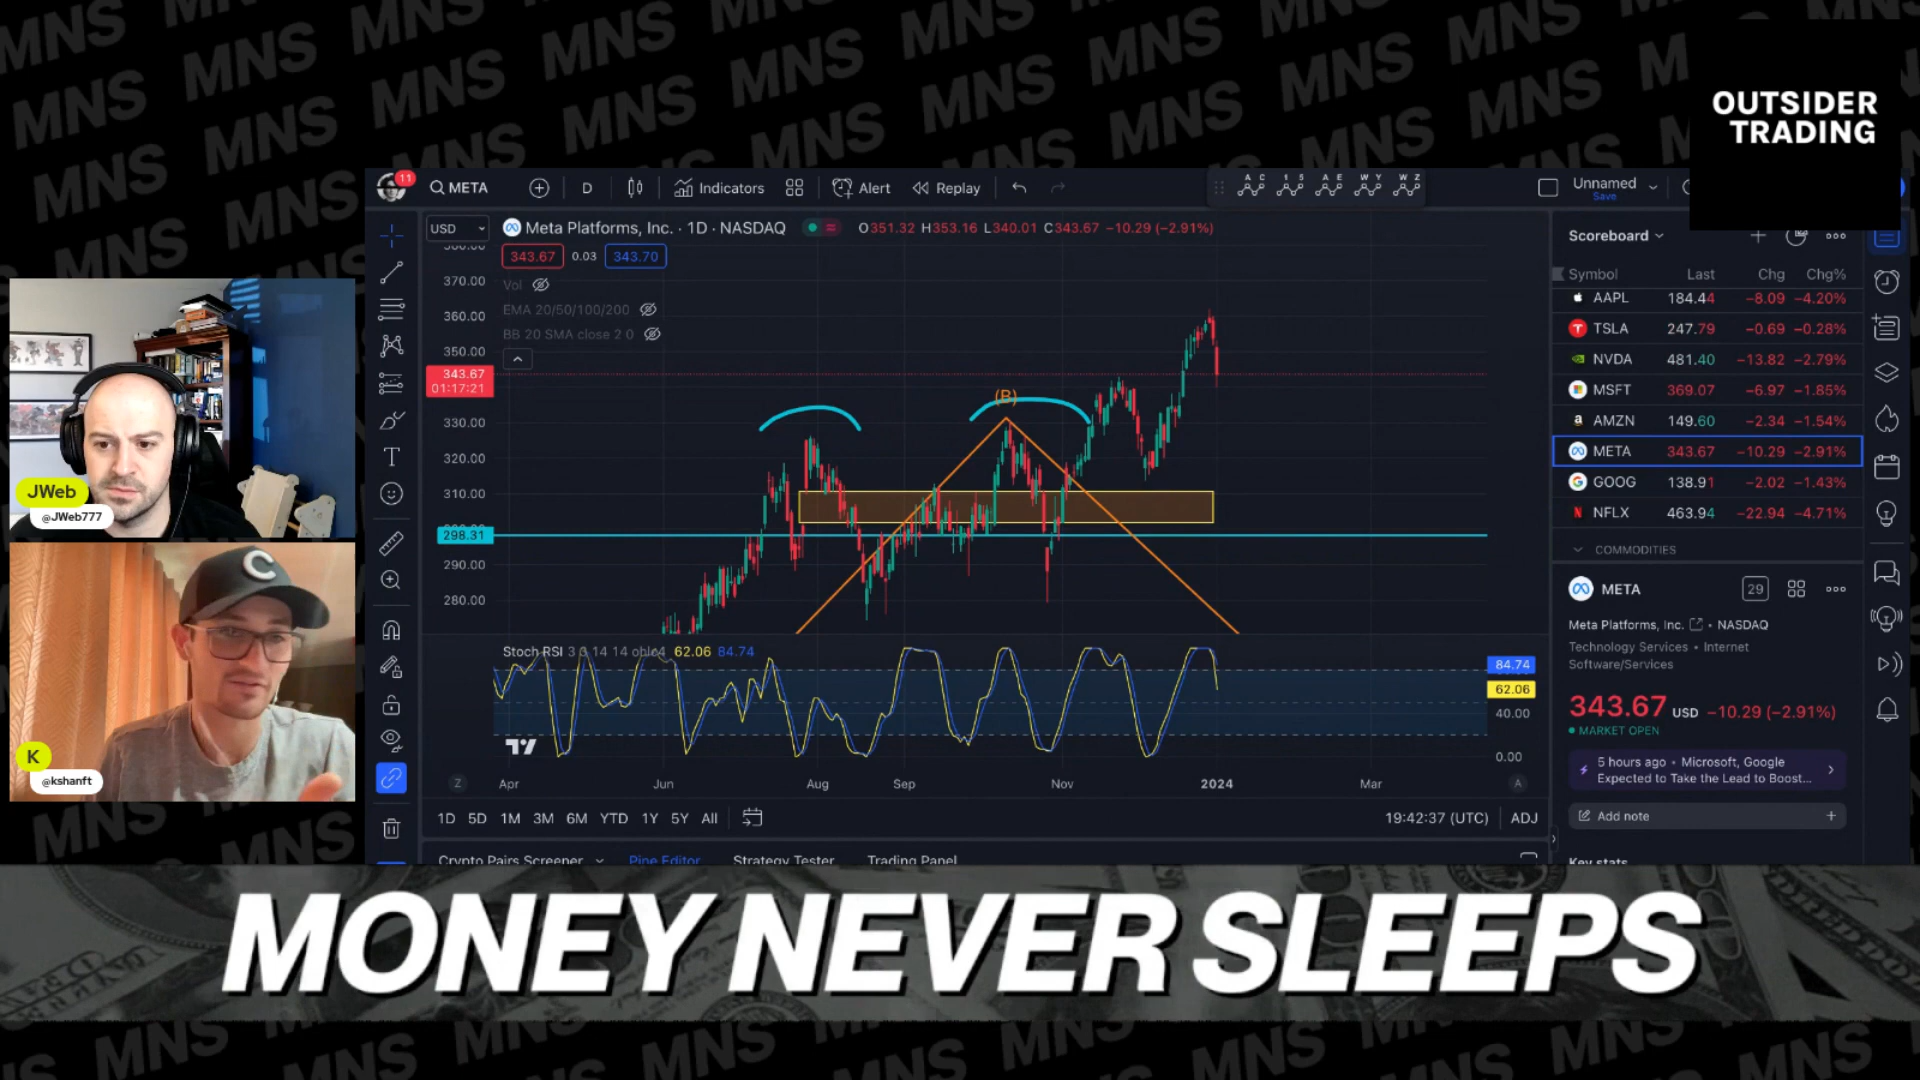 OUTSIDER
TRADING
11
META
D
Indicators
Alert
Replay
A C
1 5
A E
W Y
W Z
Unnamed
Save
USD
Meta Platforms, Inc. · 1D · NASDAQ
O351.32 H353.16 L340.01 C343.67 −10.29 (−2.91%)
343.67
0.03
343.70
Vol
EMA 20/50/100/200
BB 20 SMA close 2 0
370.00
360.00
350.00
343.67
01:17:21
330.00
320.00
310.00
298.31
290.00
280.00
(B)
Stoch RSI 3 3 14 14 ohlc4 62.06 84.74
84.74
62.06
40.00
0.00
Z
Apr
Jun
Aug
Sep
Nov
2024
Mar
A
1D 5D 1M 3M 6M YTD 1Y 5Y All
19:42:37 (UTC)
ADJ
Crypto Pairs Screener
Pine Editor
Strategy Tester
Trading Panel
Scoreboard
Symbol Last Chg Chg%
AAPL 184.44 −8.09 −4.20%
TSLA 247.79 −0.69 −0.28%
NVDA 481.40 −13.82 −2.79%
MSFT 369.07 −6.97 −1.85%
AMZN 149.60 −2.34 −1.54%
META 343.67 −10.29 −2.91%
GOOG 138.91 −2.02 −1.43%
NFLX 463.94 −22.94 −4.71%
COMMODITIES
META
29
Meta Platforms, Inc. • NASDAQ
Technology Services • Internet
Software/Services
343.67 USD −10.29 (−2.91%)
MARKET OPEN
5 hours ago • Microsoft, Google
Expected to Take the Lead to Boost...
Add note
Key stats
JWeb
@JWeb777
C
K
@kshanft
MONEY NEVER SLEEPS